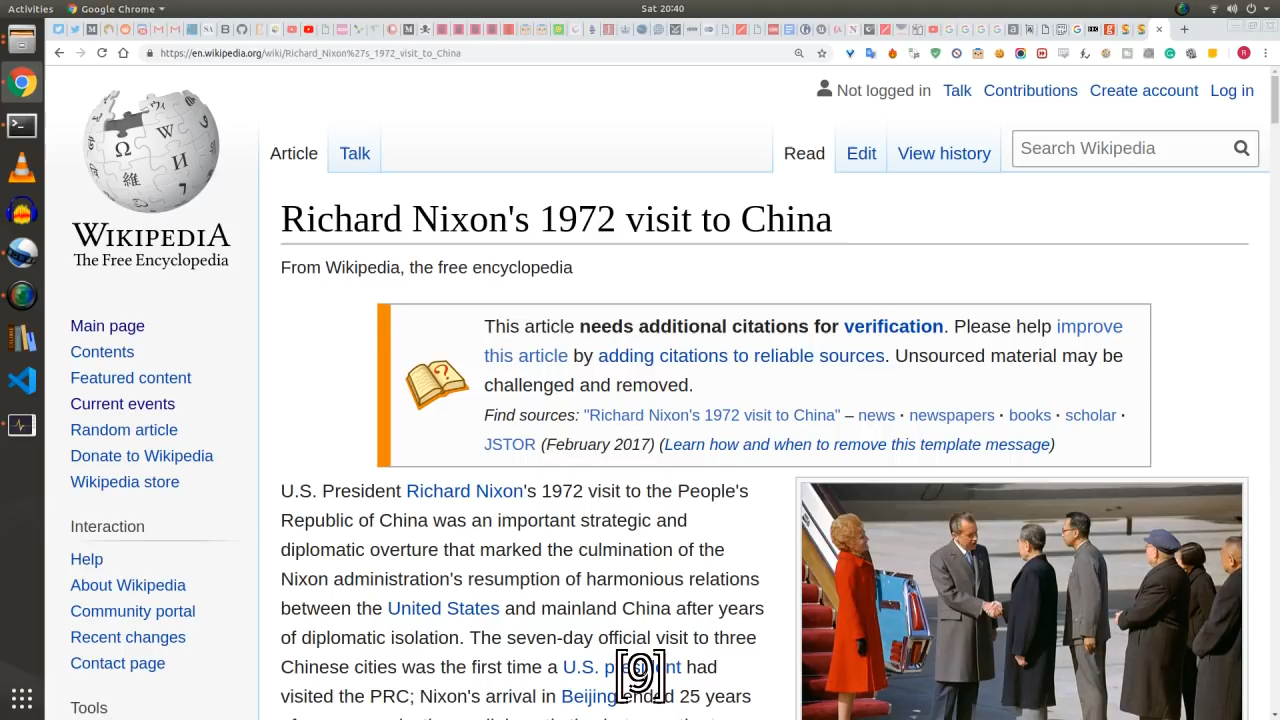 Activities
Google Chrome
Sat 20:40
https://en.wikipedia.org/wiki/Richard_Nixon%27s_1972_visit_to_China
Not logged in Talk Contributions Create account Log in
Article Talk Read Edit View history Search Wikipedia
WIKIPEDIA
The Free Encyclopedia
Main page
Contents
Featured content
Current events
Random article
Donate to Wikipedia
Wikipedia store
Interaction
Help
About Wikipedia
Community portal
Recent changes
Contact page
Tools
Richard Nixon's 1972 visit to China
From Wikipedia, the free encyclopedia
This article needs additional citations for verification. Please help improve
this article by adding citations to reliable sources. Unsourced material may be
challenged and removed.
Find sources: "Richard Nixon's 1972 visit to China" – news · newspapers · books · scholar ·
JSTOR (February 2017) (Learn how and when to remove this template message)
U.S. President Richard Nixon's 1972 visit to the People's
Republic of China was an important strategic and
diplomatic overture that marked the culmination of the
Nixon administration's resumption of harmonious relations
between the United States and mainland China after years
of diplomatic isolation. The seven-day official visit to three
Chinese cities was the first time a U.S. president had
visited the PRC; Nixon's arrival in Beijing ended 25 years
[9]